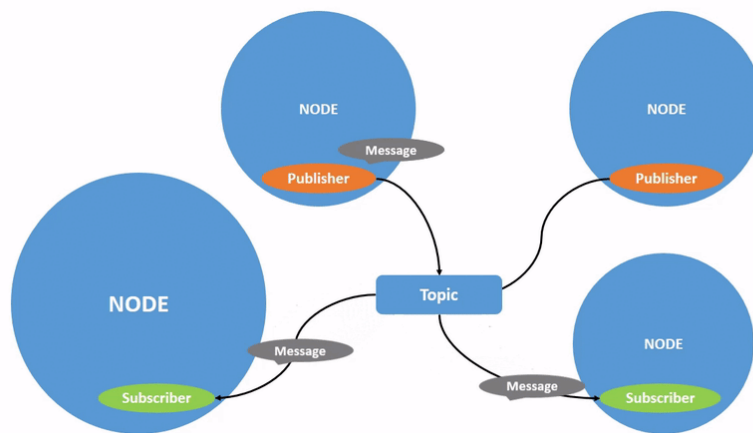 NODE
NODE
Message
Publisher
Publisher
Topic
NODE
NODE
Message
Message
Subscriber
Subscriber